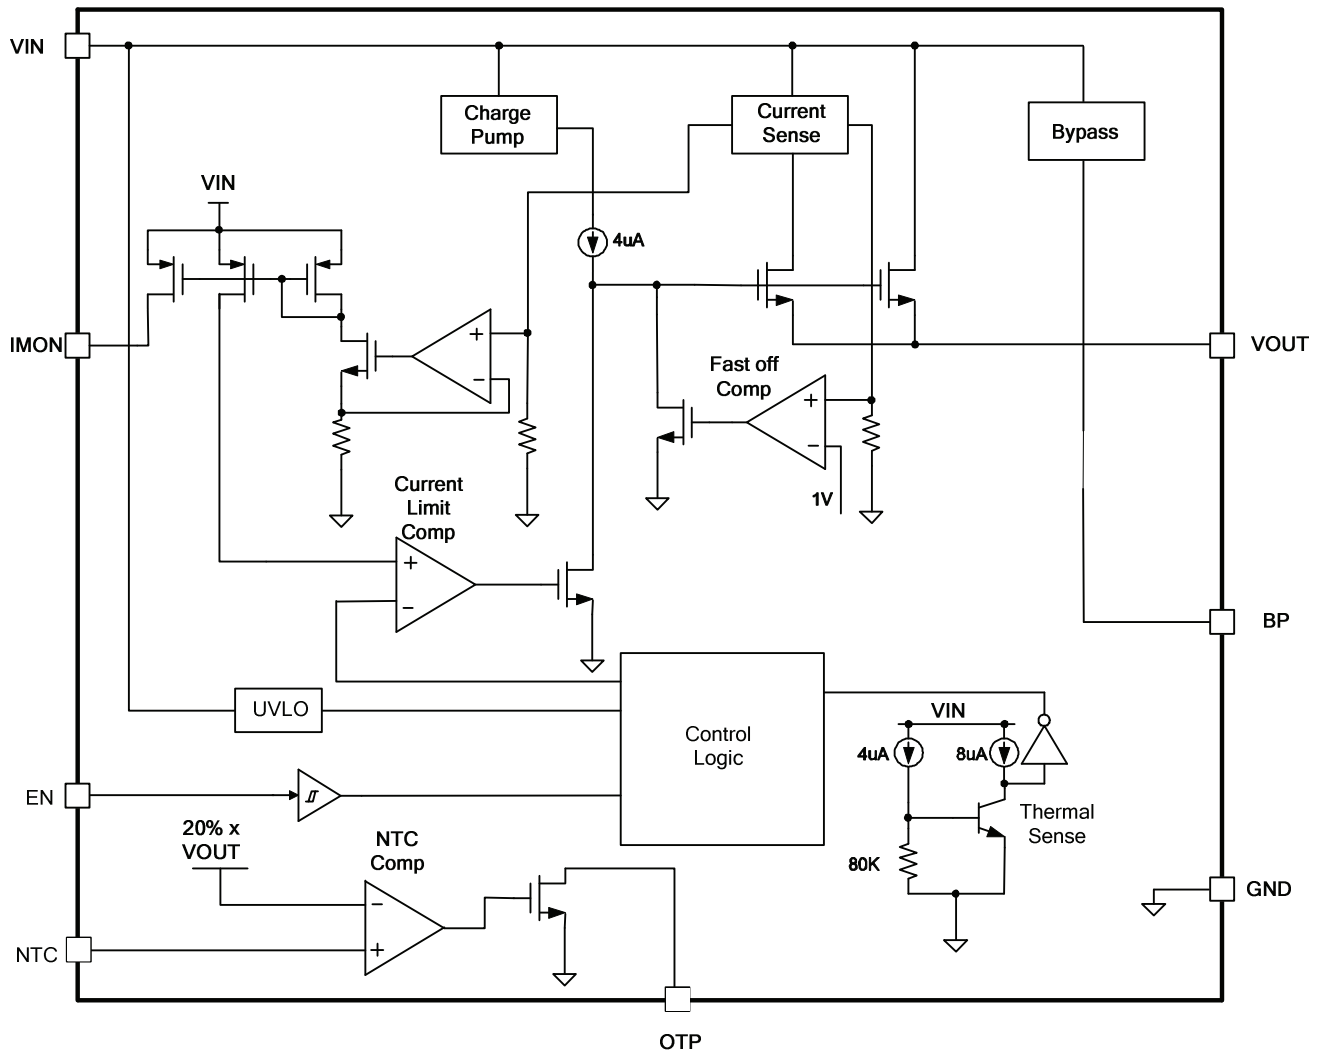 VIN
Charge
Pump
Current
Sense
Bypass
VIN
4uA
IMON
+
−
VOUT
Fast off
Comp
+
−
1V
Current
Limit
Comp
+
−
BP
UVLO
Control
Logic
VIN
4uA
8uA
EN
Thermal
Sense
20% x
VOUT
NTC
Comp
80K
GND
−
+
NTC
OTP